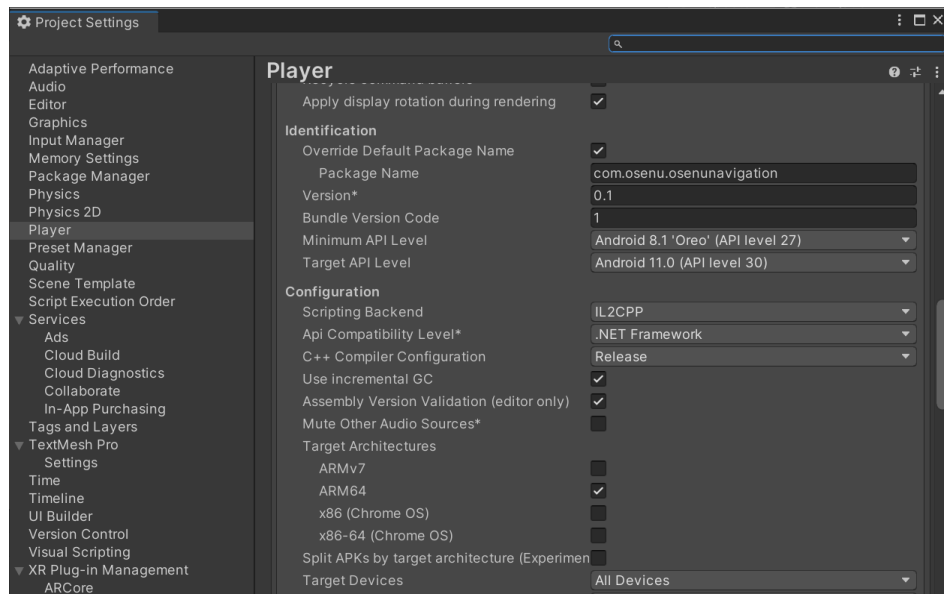 Project Settings
Adaptive Performance
Audio
Editor
Graphics
Input Manager
Memory Settings
Package Manager
Physics
Physics 2D
Player
Preset Manager
Quality
Scene Template
Script Execution Order
Services
Ads
Cloud Build
Cloud Diagnostics
Collaborate
In-App Purchasing
Tags and Layers
TextMesh Pro
Settings
Time
Timeline
UI Builder
Version Control
Visual Scripting
XR Plug-in Management
ARCore
Player
Apply display rotation during rendering
Identification
Override Default Package Name
Package Name com.osenu.osenunavigation
Version* 0.1
Bundle Version Code 1
Minimum API Level Android 8.1 'Oreo' (API level 27)
Target API Level Android 11.0 (API level 30)
Configuration
Scripting Backend IL2CPP
Api Compatibility Level* .NET Framework
C++ Compiler Configuration Release
Use incremental GC
Assembly Version Validation (editor only)
Mute Other Audio Sources*
Target Architectures
ARMv7
ARM64
x86 (Chrome OS)
x86-64 (Chrome OS)
Split APKs by target architecture (Experimen
Target Devices All Devices